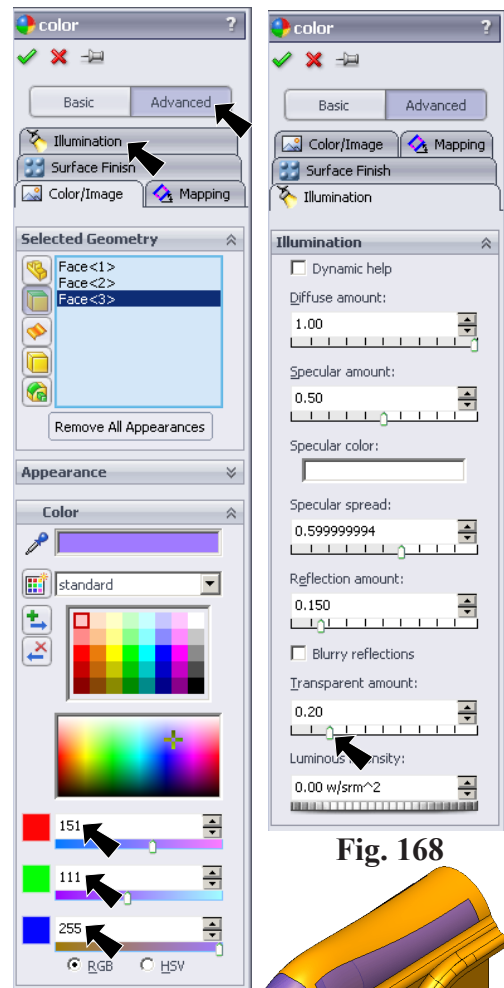 color ?
Basic Advanced
Illumination
Surface Finish
Color/Image Mapping
Selected Geometry
Face<1>
Face<2>
Face<3>
Remove All Appearances
Appearance
Color
standard
151
111
255
RGB HSV
color ?
Basic Advanced
Color/Image Mapping
Surface Finish
Illumination
Illumination
Dynamic help
Diffuse amount:
1.00
Specular amount:
0.50
Specular color:
Specular spread:
0.599999994
Reflection amount:
0.150
Blurry reflections
Transparent amount:
0.20
Luminous intensity:
0.00 w/srm^2
Fig. 168